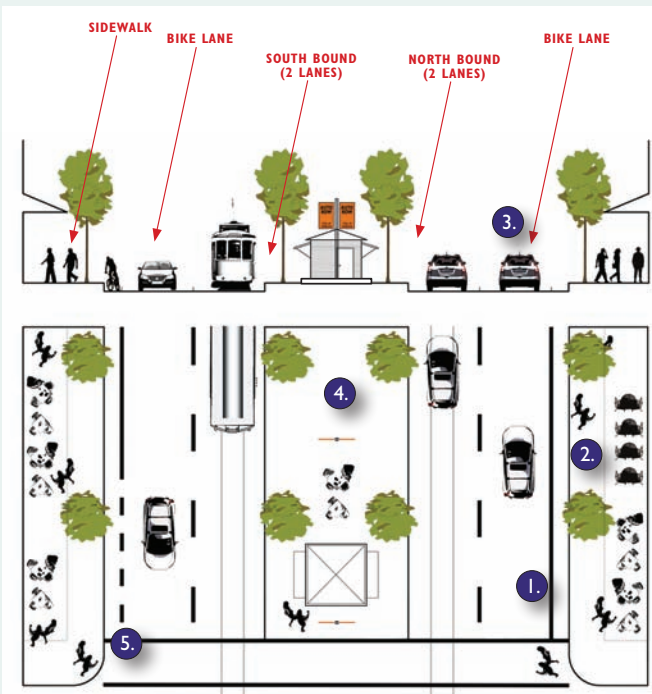 SIDEWALK
BIKE LANE
SOUTH BOUND
(2 LANES)
NORTH BOUND
(2 LANES)
BIKE LANE
3.
4.
2.
1.
5.